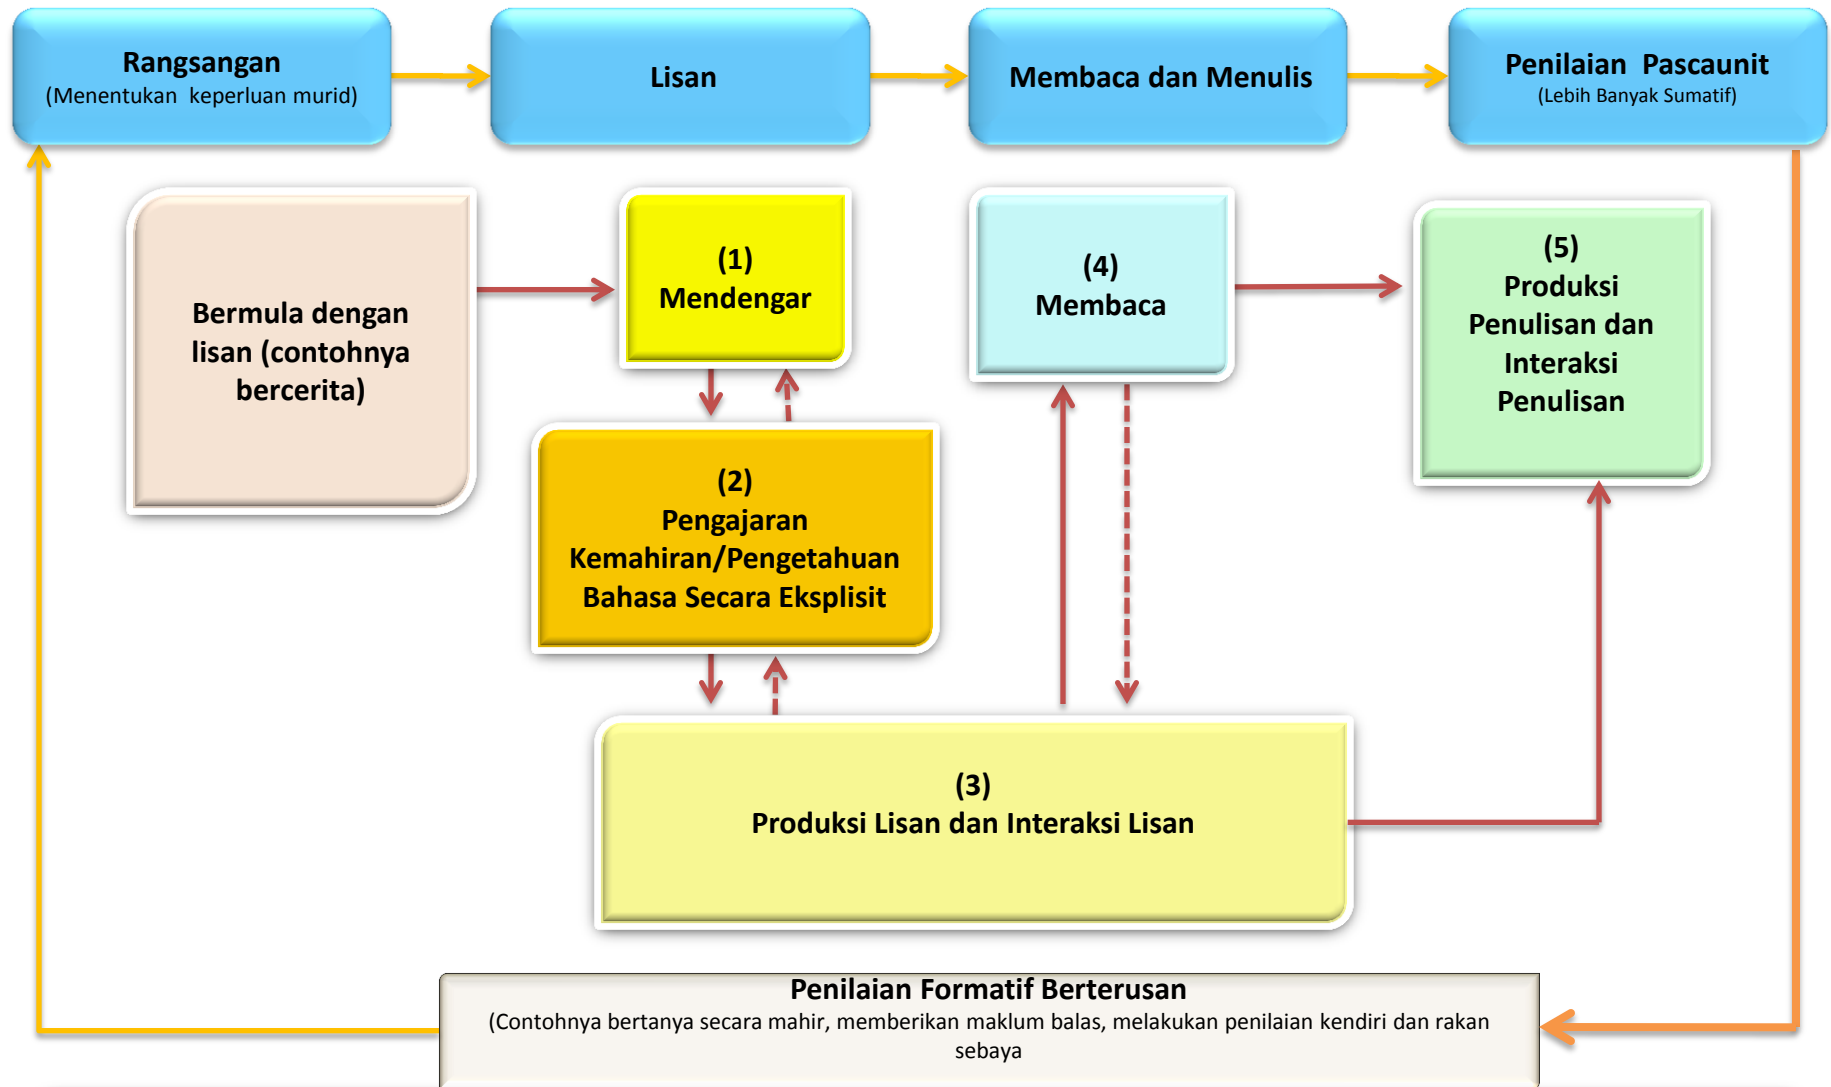 Rangsangan
(Menentukan keperluan murid)
Lisan
Membaca dan Menulis
Penilaian Pascaunit
(Lebih Banyak Sumatif)
Bermula dengan
lisan (contohnya
bercerita)
(1)
Mendengar
(2)
Pengajaran
Kemahiran/Pengetahuan
Bahasa Secara Eksplisit
(3)
Produksi Lisan dan Interaksi Lisan
(4)
Membaca
(5)
Produksi
Penulisan dan
Interaksi
Penulisan
Penilaian Formatif Berterusan
(Contohnya bertanya secara mahir, memberikan maklum balas, melakukan penilaian kendiri dan rakan
sebaya